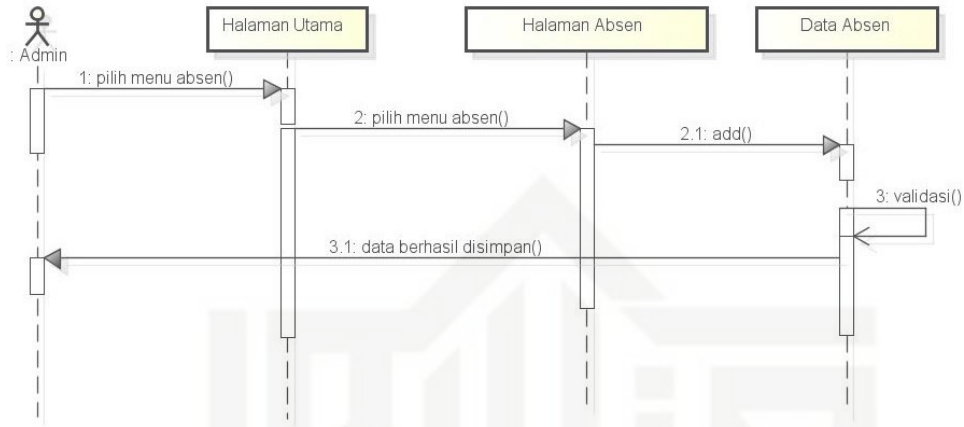 Halaman Utama
Halaman Absen
Data Absen
: Admin
1: pilih menu absen()
2: pilih menu absen()
2.1: add()
3: validasi()
3.1: data berhasil disimpan()